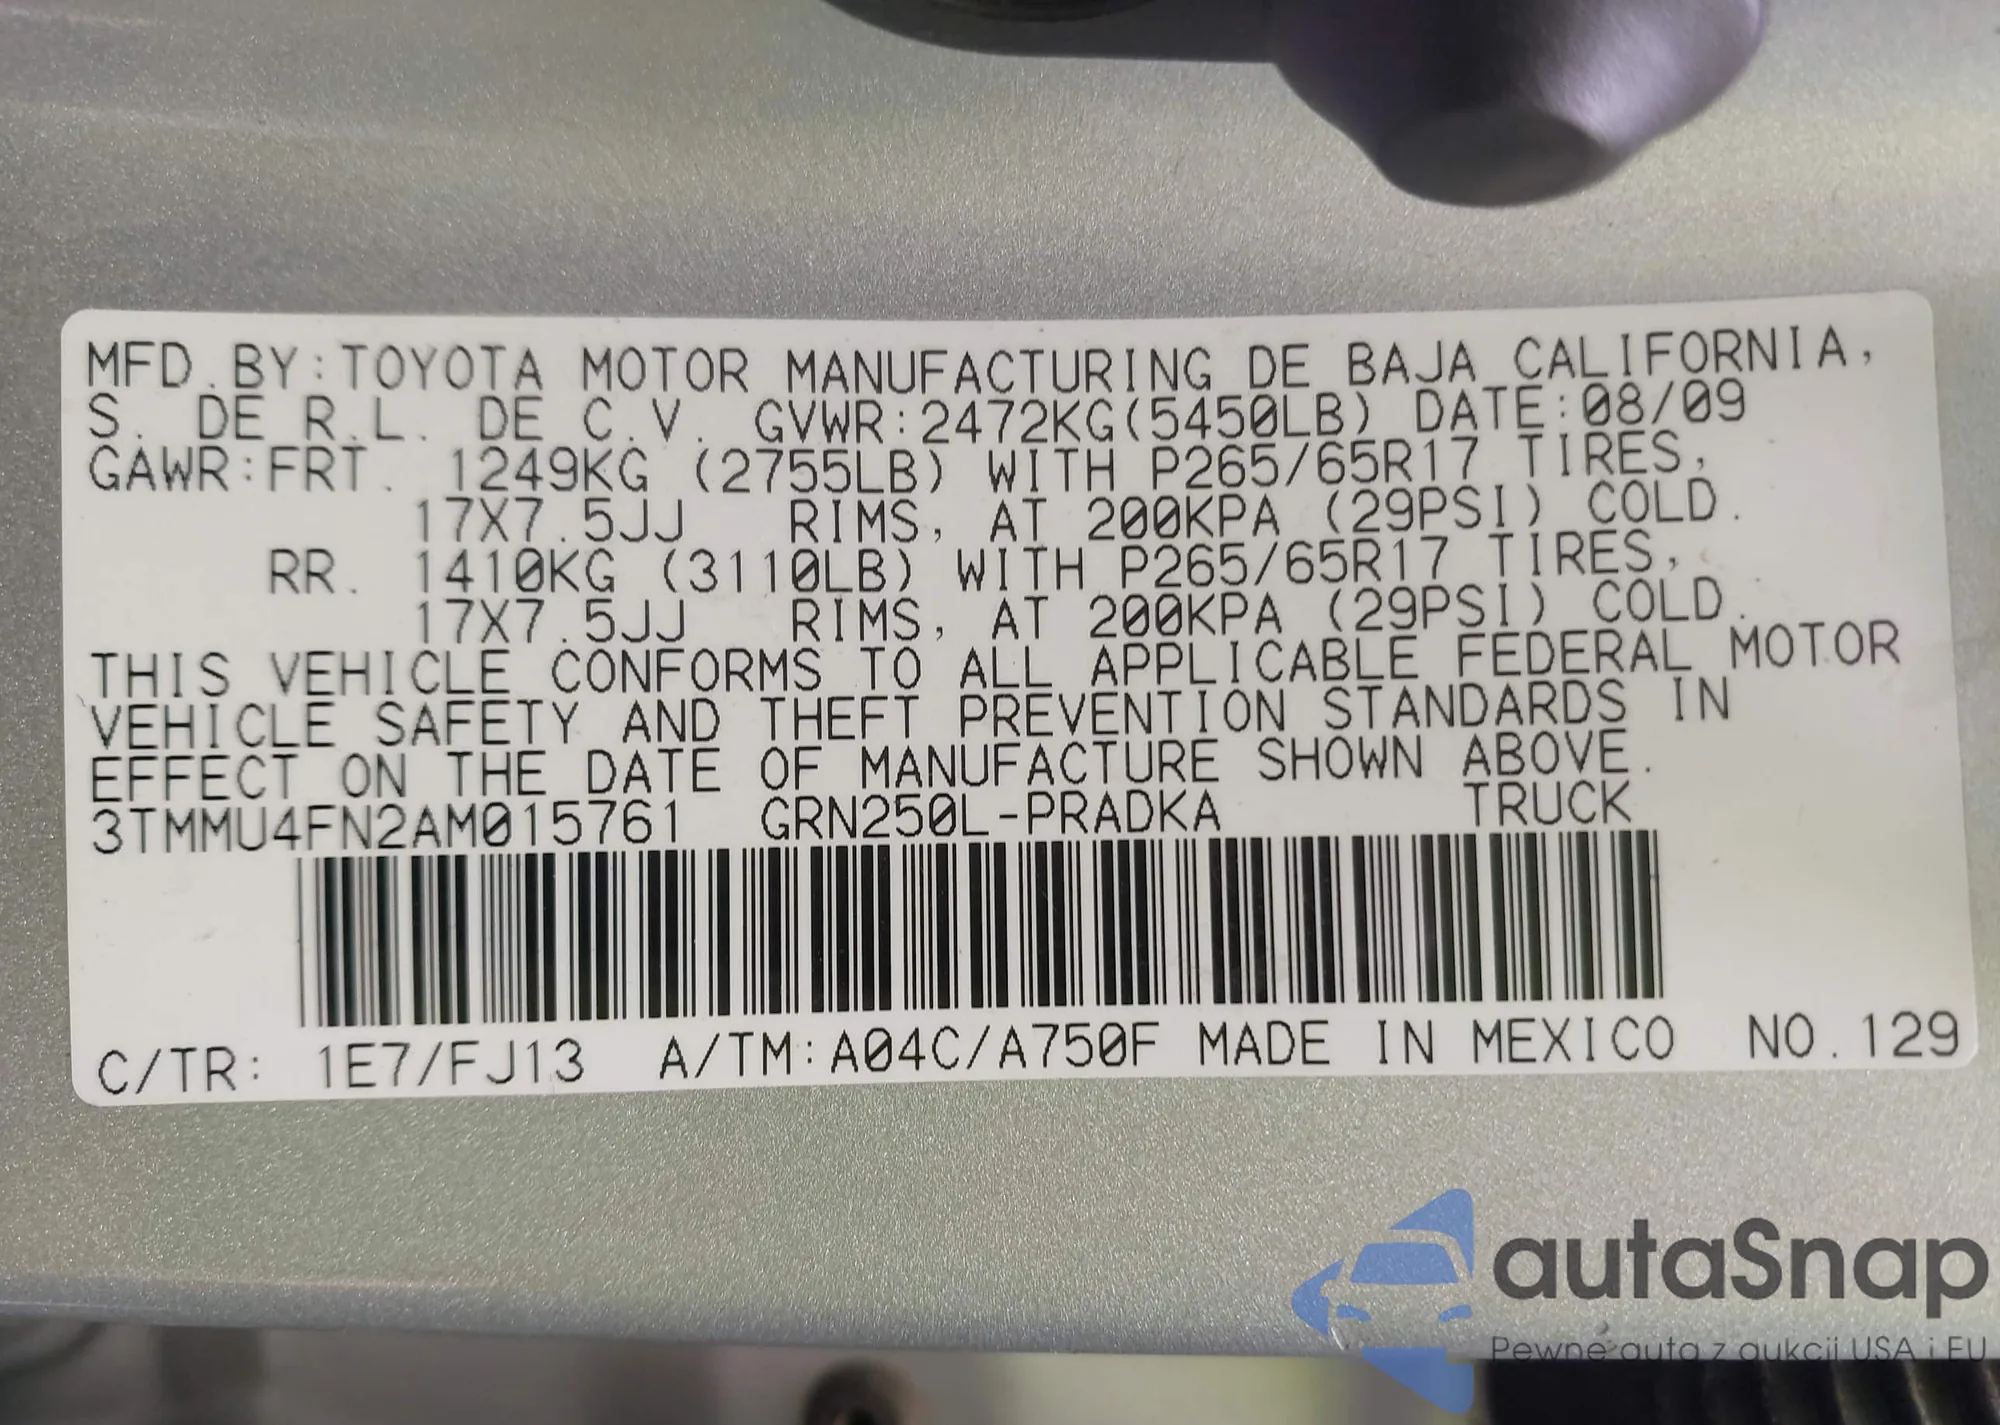 MFD.BY:TOYOTA MOTOR MANUFACTURING DE BAJA CALIFORNIA,
S. DE R.L. DE C.V. GVWR:2472KG(5450LB) DATE:08/09
GAWR:FRT. 1249KG (2755LB) WITH P265/65R17 TIRES,
17X7.5JJ RIMS, AT 200KPA (29PSI) COLD.
RR. 1410KG (3110LB) WITH P265/65R17 TIRES,
17X7.5JJ RIMS, AT 200KPA (29PSI) COLD.
THIS VEHICLE CONFORMS TO ALL APPLICABLE FEDERAL MOTOR
VEHICLE SAFETY AND THEFT PREVENTION STANDARDS IN
EFFECT ON THE DATE OF MANUFACTURE SHOWN ABOVE.
3TMMU4FN2AM015761 GRN250L-PRADKA TRUCK
C/TR: 1E7/FJ13 A/TM:A04C/A750F MADE IN MEXICO NO.129
autaSnap
Pewne auta z aukcji USA i EU